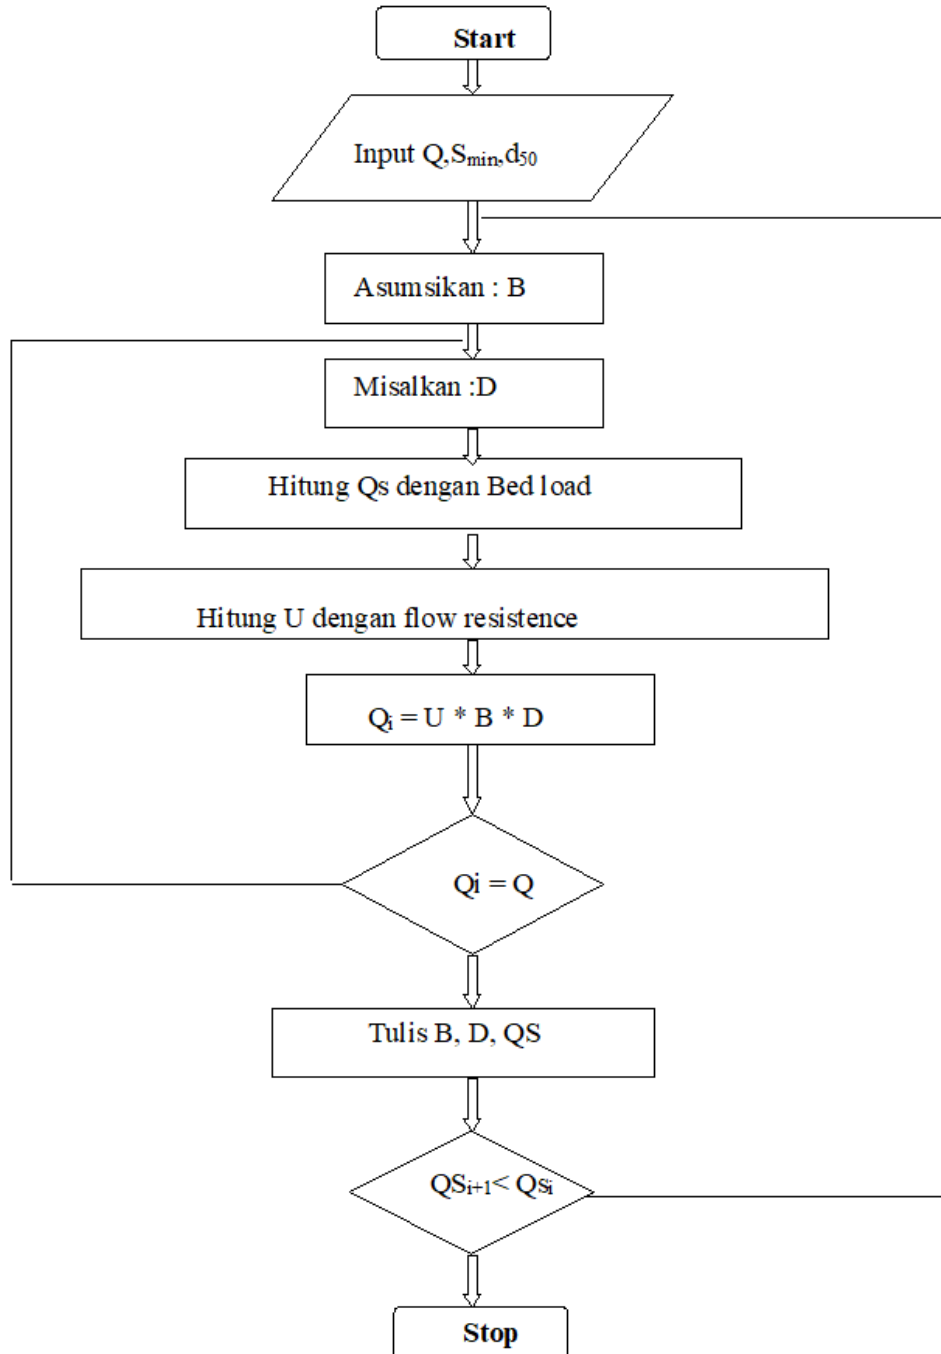 Start
Input Q,Smin,d50
Asumsikan : B
Misalkan :D
Hitung Qs dengan Bed load
Hitung U dengan flow resistence
Qi = U * B * D
Qi = Q
Tulis B, D, QS
QSi+1< Qsi
Stop